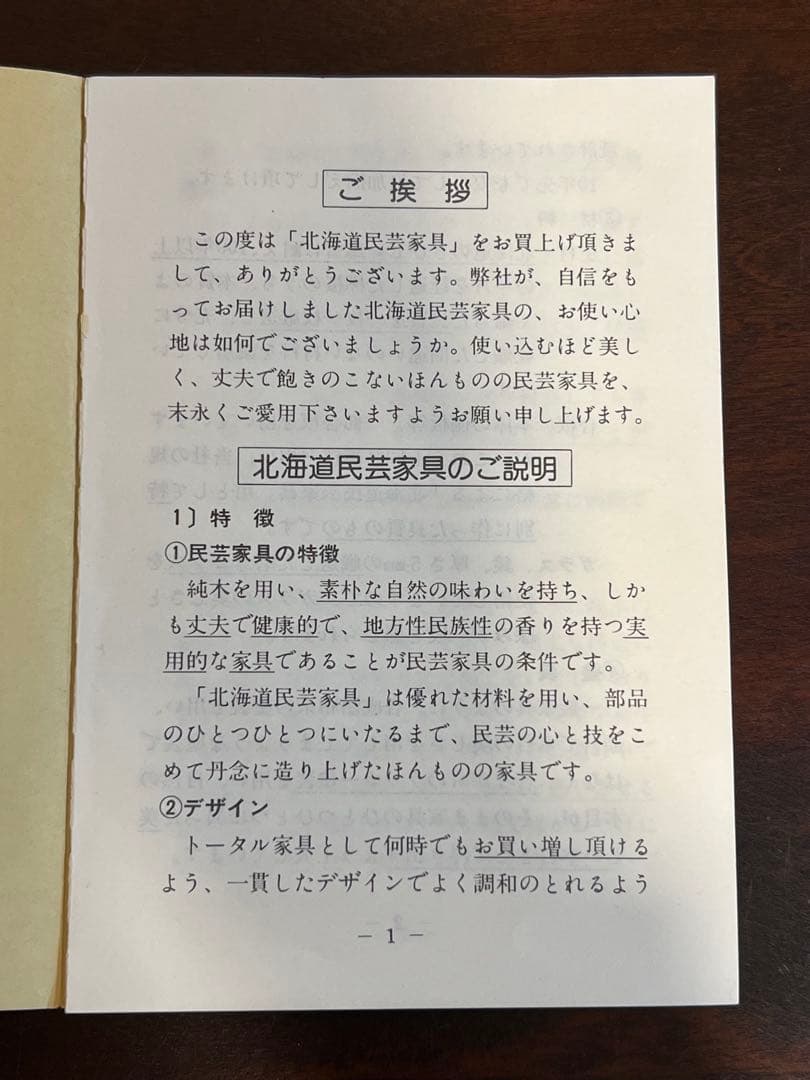 ご挨拶
この度は「北海道民芸家具」をお買上げ頂きま
して、ありがとうございます。弊社が、自信をも
ってお届けしました北海道民芸家具の、お使い心
地は如何でございましょうか。使い込むほど美し
く、丈夫で飽きのこないほんものの民芸家具を、
末永くご愛用下さいますようお願い申し上げます。
北海道民芸家具のご説明
1〕特　徴
①民芸家具の特徴
純木を用い、素朴な自然の味わいを持ち、しか
も丈夫で健康的で、地方性民族性の香りを持つ実
用的な家具であることが民芸家具の条件です。
「北海道民芸家具」は優れた材料を用い、部品
のひとつひとつにいたるまで、民芸の心と技をこ
めて丹念に造り上げたほんものの家具です。
②デザイン
トータル家具として何時でもお買い増し頂ける
よう、一貫したデザインでよく調和のとれるよう
－ 1 －